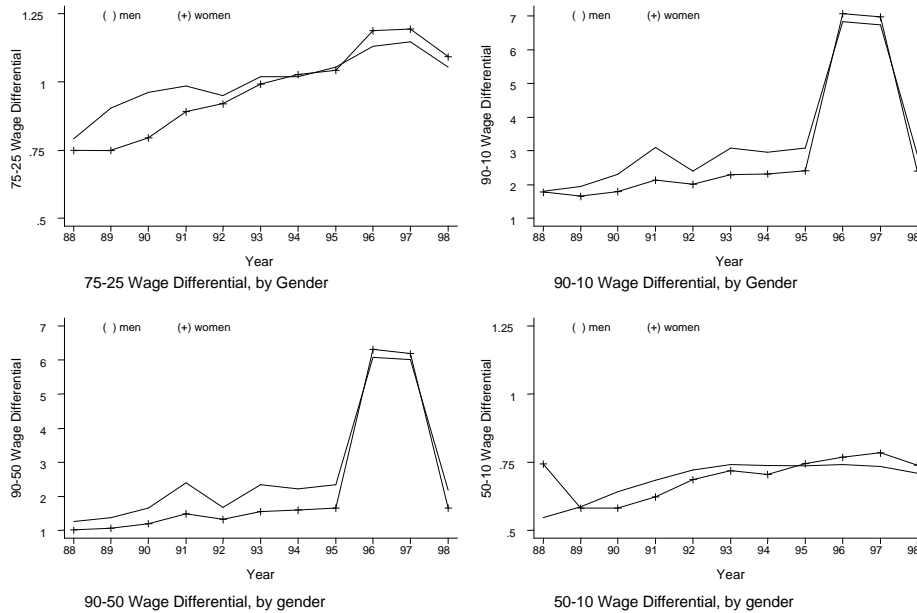 ( ) men (+) women
1.25
1
.75
.5
75-25 Wage Differential
88 89 90 91 92 93 94 95 96 97 98
Year
75-25 Wage Differential, by Gender
( ) men (+) women
7
6
5
4
3
2
1
90-10 Wage Differential
88 89 90 91 92 93 94 95 96 97 98
Year
90-10 Wage Differential, by Gender
( ) men (+) women
7
6
5
4
3
2
1
90-50 Wage Differential
88 89 90 91 92 93 94 95 96 97 98
Year
90-50 Wage Differential, by gender
( ) men (+) women
1.25
1
.75
.5
50-10 Wage Differential
88 89 90 91 92 93 94 95 96 97 98
Year
50-10 Wage Differential, by gender